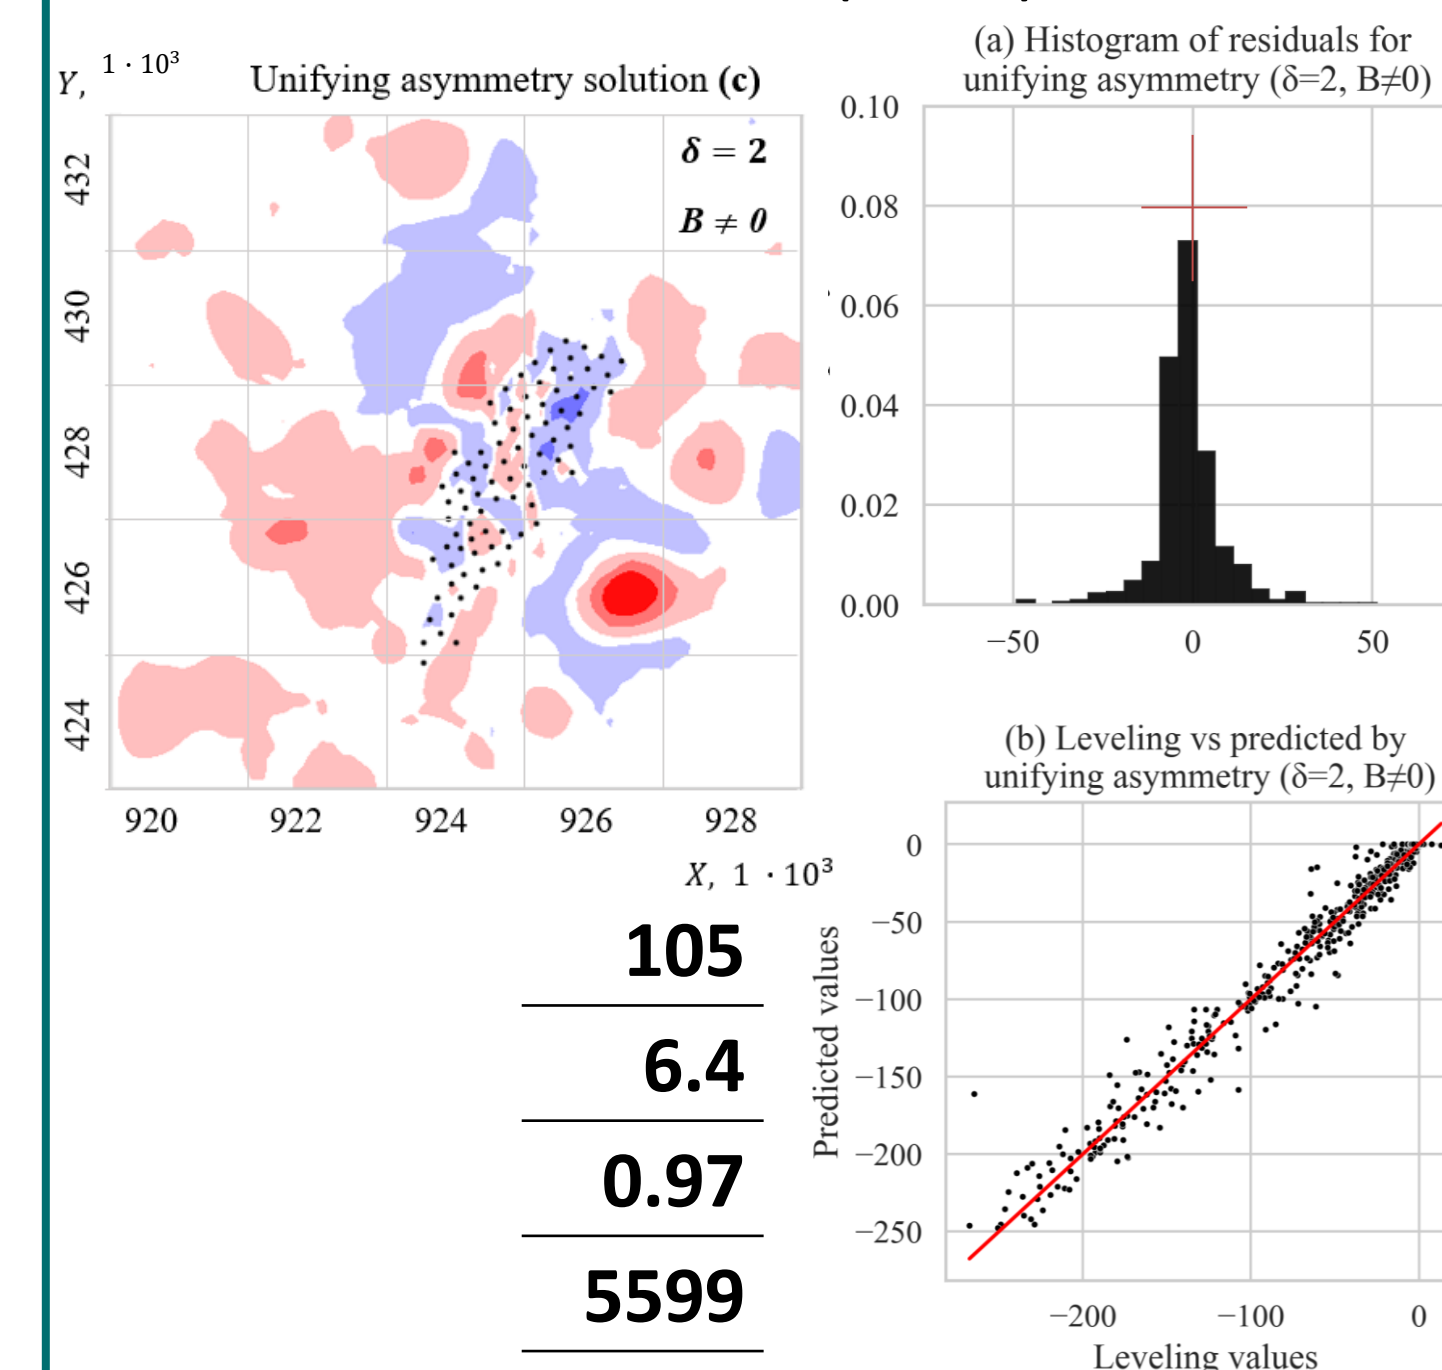 Y, 1 · 10³
Unifying asymmetry solution (c)
δ = 2
B ≠ 0
432
430
428
426
424
920 922 924 926 928
X, 1 · 10³
105
6.4
0.97
5599
(a) Histogram of residuals for
unifying asymmetry (δ=2, B≠0)
0.10
0.08
0.06
0.04
0.02
0.00
−50 0 50
(b) Leveling vs predicted by
unifying asymmetry (δ=2, B≠0)
Predicted values
0
−50
−100
−150
−200
−250
−200 −100 0
Leveling values